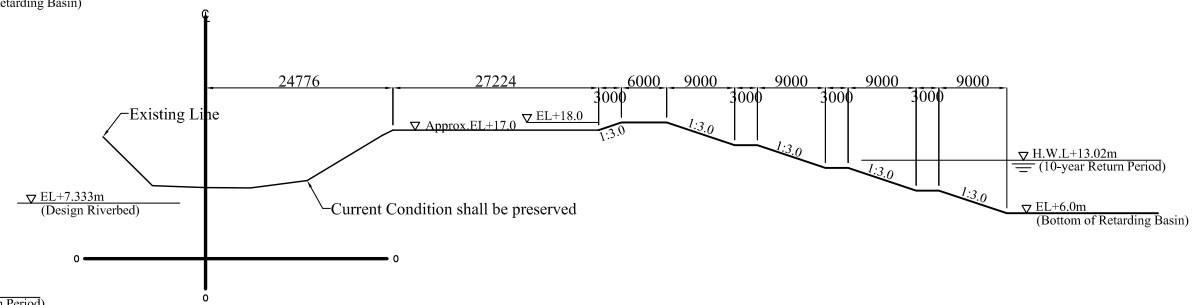 etarding Basin)
℄
24776
27224
6000
9000
9000
9000
9000
3000
3000
3000
3000
Existing Line
Approx.EL+17.0
EL+18.0
1:3.0
1:3.0
1:3.0
1:3.0
1:3.0
H.W.L+13.02m
(10-year Return Period)
EL+7.333m
(Design Riverbed)
Current Condition shall be preserved
EL+6.0m
(Bottom of Retarding Basin)
0
0
0
n Period)